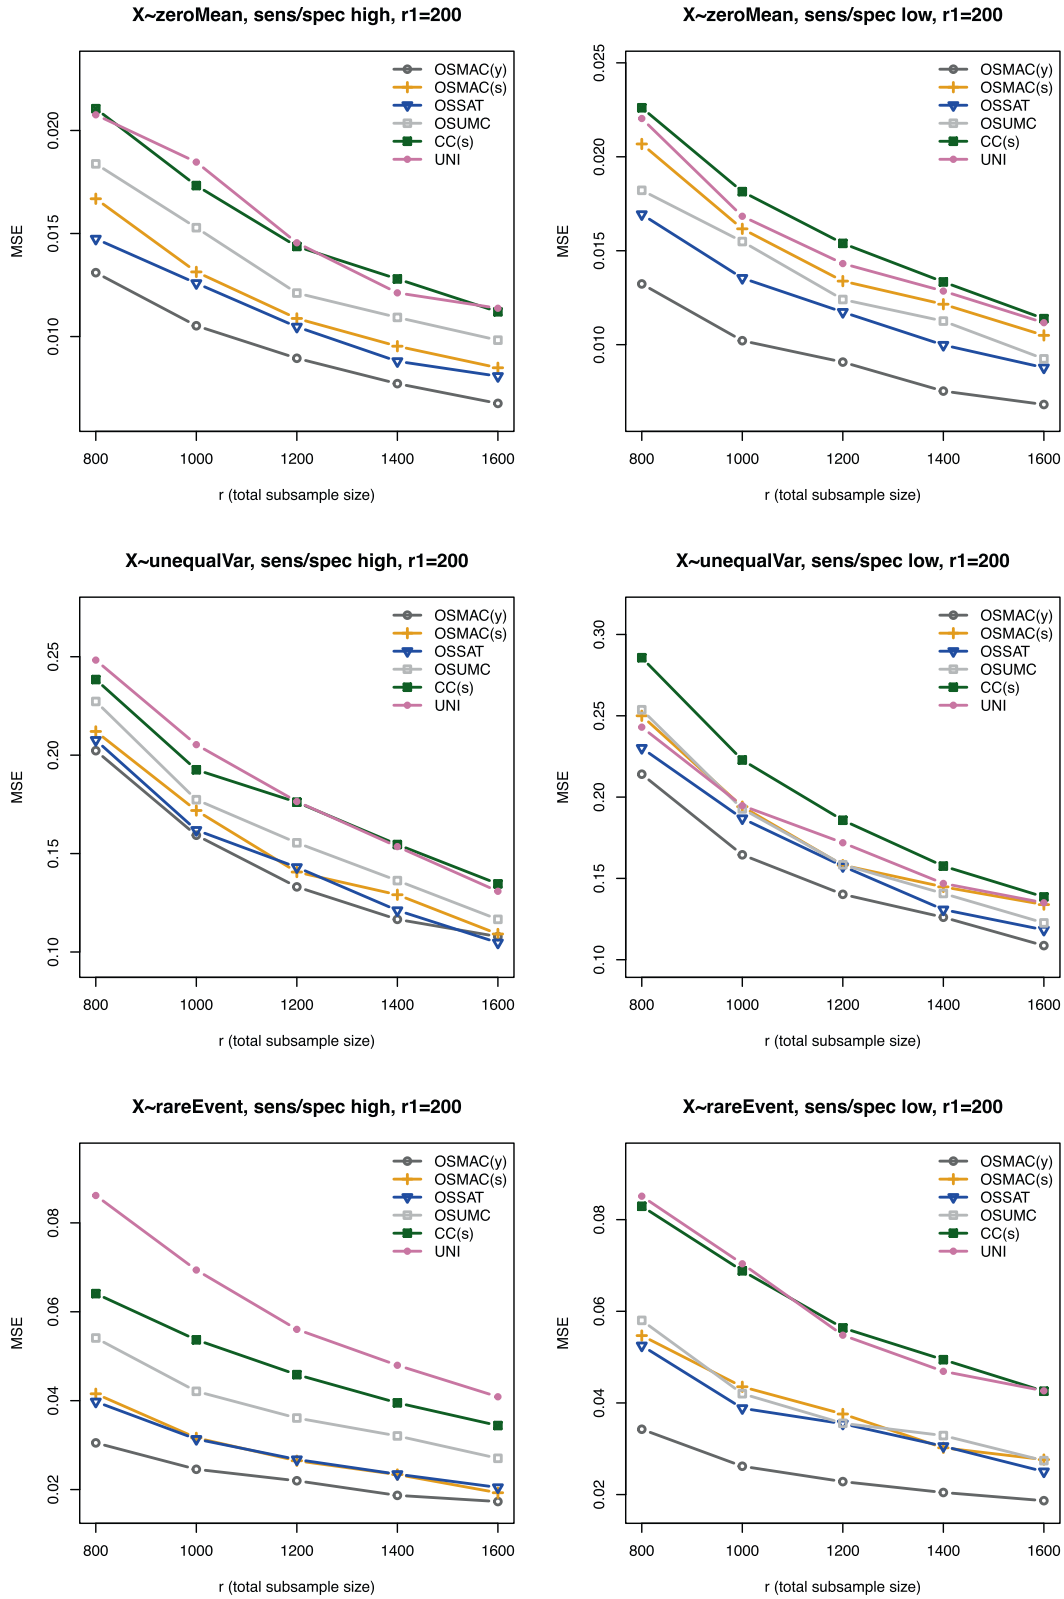 X~zeroMean, sens/spec high, r1=200
OSMAC(y)
OSMAC(s)
OSSAT
OSUMC
CC(s)
UNI
0.020
0.015
0.010
MSE
800 1000 1200 1400 1600
r (total subsample size)
X~zeroMean, sens/spec low, r1=200
OSMAC(y)
OSMAC(s)
OSSAT
OSUMC
CC(s)
UNI
0.025
0.020
0.015
0.010
MSE
800 1000 1200 1400 1600
r (total subsample size)
X~unequalVar, sens/spec high, r1=200
OSMAC(y)
OSMAC(s)
OSSAT
OSUMC
CC(s)
UNI
0.25
0.20
0.15
0.10
MSE
800 1000 1200 1400 1600
r (total subsample size)
X~unequalVar, sens/spec low, r1=200
OSMAC(y)
OSMAC(s)
OSSAT
OSUMC
CC(s)
UNI
0.30
0.25
0.20
0.15
0.10
MSE
800 1000 1200 1400 1600
r (total subsample size)
X~rareEvent, sens/spec high, r1=200
OSMAC(y)
OSMAC(s)
OSSAT
OSUMC
CC(s)
UNI
0.08
0.06
0.04
0.02
MSE
800 1000 1200 1400 1600
r (total subsample size)
X~rareEvent, sens/spec low, r1=200
OSMAC(y)
OSMAC(s)
OSSAT
OSUMC
CC(s)
UNI
0.08
0.06
0.04
0.02
MSE
800 1000 1200 1400 1600
r (total subsample size)